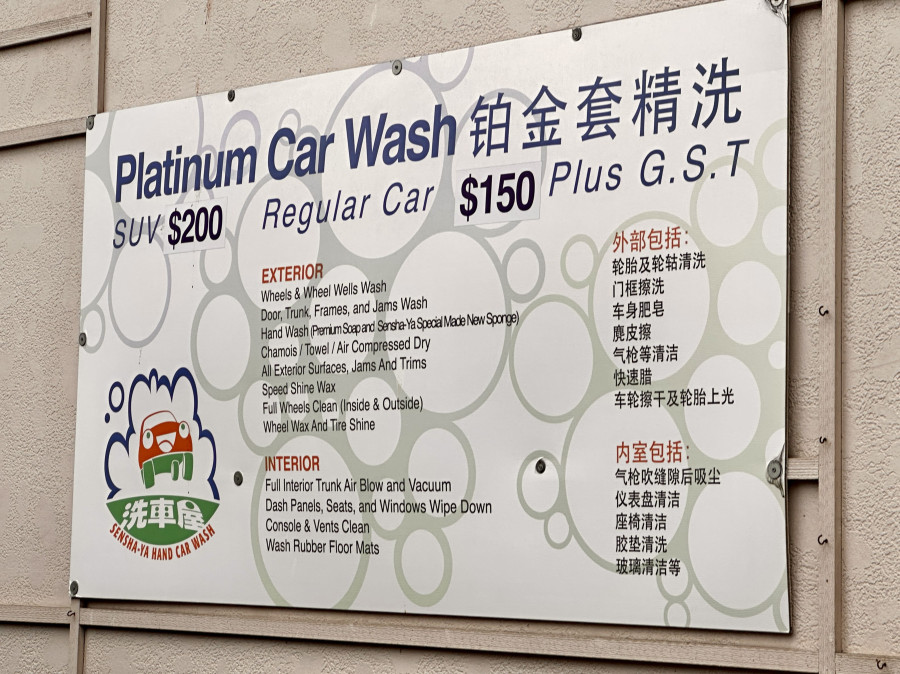 Platinum Car Wash 铂金套精洗
SUV $200 Regular Car $150 Plus G.S.T
EXTERIOR
Wheels & Wheel Wells Wash
Door, Trunk, Frames, and Jams Wash
Hand Wash (Premium Soap and Sensha-Ya Special Made New Sponge)
Chamois / Towel / Air Compressed Dry
All Exterior Surfaces, Jams And Trims
Speed Shine Wax
Full Wheels Clean (Inside & Outside)
Wheel Wax And Tire Shine
INTERIOR
Full Interior Trunk Air Blow and Vacuum
Dash Panels, Seats, and Windows Wipe Down
Console & Vents Clean
Wash Rubber Floor Mats
外部包括：
轮胎及轮轱清洗
门框擦洗
车身肥皂
麂皮擦
气枪等清洁
快速腊
车轮擦干及轮胎上光
内室包括：
气枪吹缝隙后吸尘
仪表盘清洁
座椅清洁
胶垫清洗
玻璃清洁等
洗車屋
SENSHA-YA HAND CAR WASH